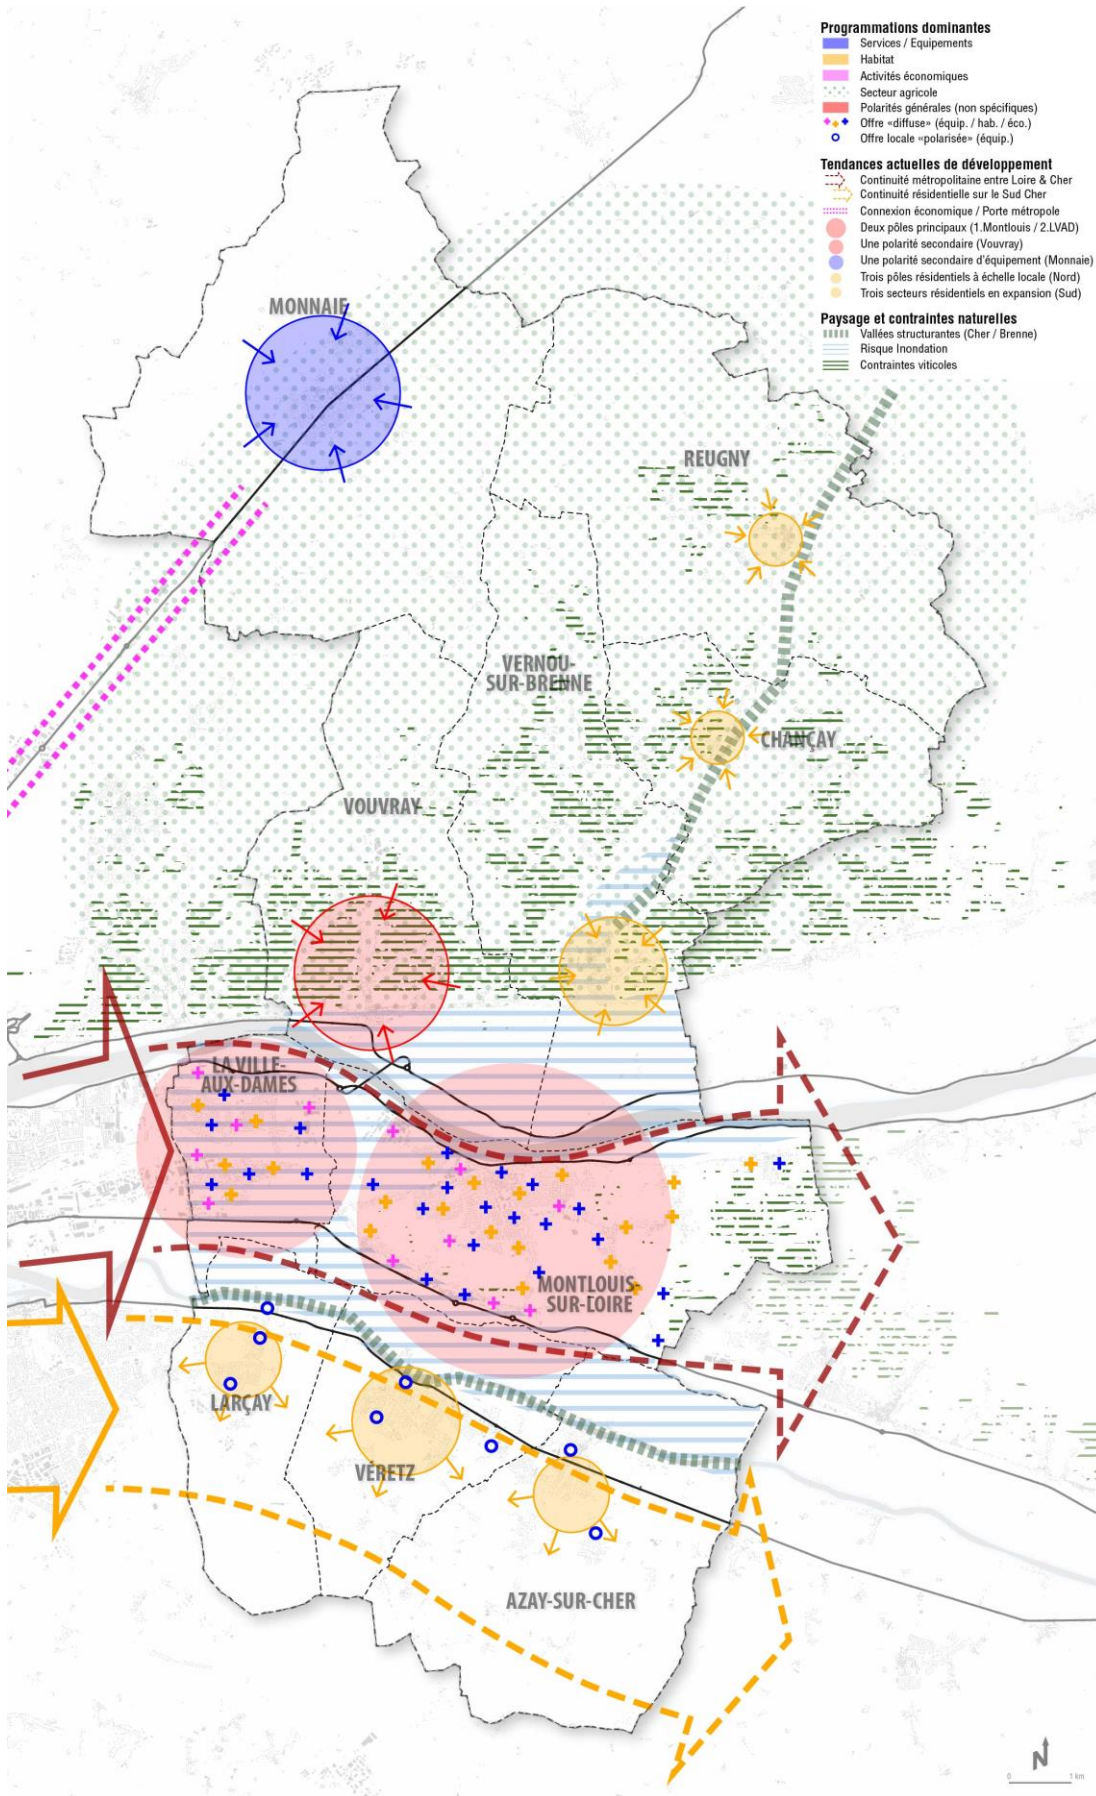 Programmations dominantes
Services / Equipements
Habitat
Activités économiques
Secteur agricole
Polarités générales (non spécifiques)
Offre «diffuse» (équip. / hab. / éco.)
Offre locale «polarisée» (équip.)
Tendances actuelles de développement
Continuité métropolitaine entre Loire & Cher
Continuité résidentielle sur le Sud Cher
Connexion économique / Porte métropole
Deux pôles principaux (1.Montlouis / 2.LVAD)
Une polarité secondaire (Vouvray)
Une polarité secondaire d'équipement (Monnaie)
Trois pôles résidentiels à échelle locale (Nord)
Trois secteurs résidentiels en expansion (Sud)
Paysage et contraintes naturelles
Vallées structurantes (Cher / Brenne)
Risque Inondation
Contraintes viticoles
MONNAIE
REUGNY
VERNOU-
SUR-BRENNE
CHANÇAY
VOUVRAY
LA VILLE-
AUX-DAMES
MONTLOUIS-
SUR-LOIRE
LARÇAY
VÉRETZ
AZAY-SUR-CHER
N
0 1 km